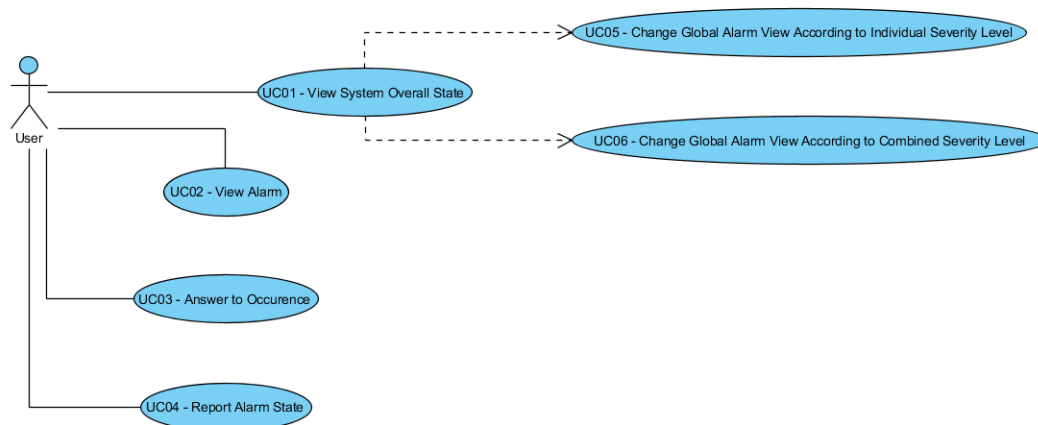 UC05 - Change Global Alarm View According to Individual Severity Level
UC01 - View System Overall State
User
UC06 - Change Global Alarm View According to Combined Severity Level
UC02 - View Alarm
UC03 - Answer to Occurence
UC04 - Report Alarm State